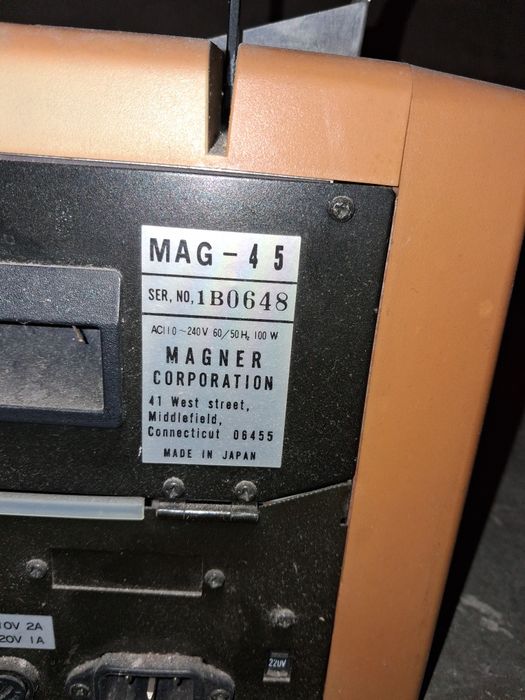 MAG-45
SER, NO, 1B0648
AC110~240V 60/50Hz 100W
MAGNER
CORPORATION
41 West street,
Middlefield,
Connecticut 06455
MADE IN JAPAN
0V 2A
20V 1A
220V